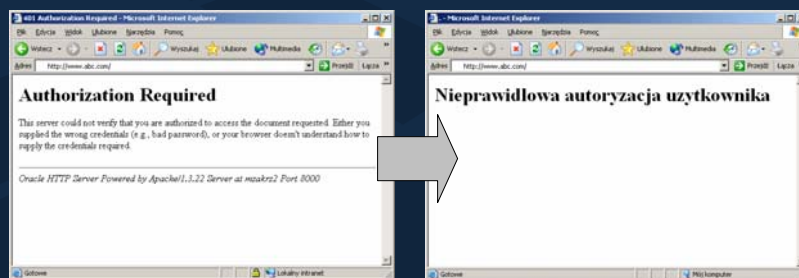 401 Authorization Required - Microsoft Internet Explorer
Plik Edycja Widok Ulubione Narzędzia Pomoc
Wstecz Wyszukaj Ulubione Multimedia
Adres http://www.abc.com/ Przejdź Łącza
Authorization Required
This server could not verify that you are authorized to access the document requested. Either you
supplied the wrong credentials (e.g., bad password), or your browser doesn't understand how to
supply the credentials required.
Oracle HTTP Server Powered by Apache/1.3.22 Server at mzakrz2 Port 8000
Gotowe Lokalny intranet
. - Microsoft Internet Explorer
Plik Edycja Widok Ulubione Narzędzia Pomoc
Wstecz Wyszukaj Ulubione Multimedia
Adres http://www.abc.com/ Przejdź Łącza
Nieprawidlowa autoryzacja uzytkownika
Gotowe Mój komputer